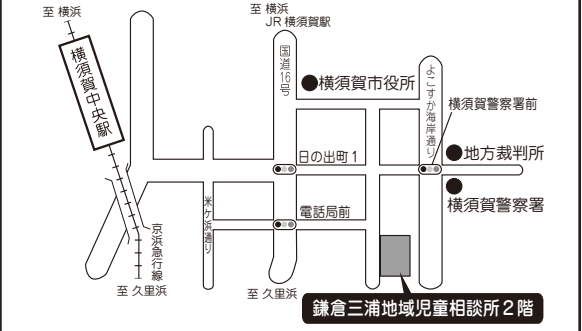 至 横浜
至 横浜
JR 横須賀駅
横須賀中央駅
国道16号
横須賀市役所
よこすか海岸通り
横須賀警察署前
日の出町1
地方裁判所
横須賀警察署
米ケ浜通り
電話局前
京浜急行線
至 久里浜
至 久里浜
鎌倉三浦地域児童相談所2階